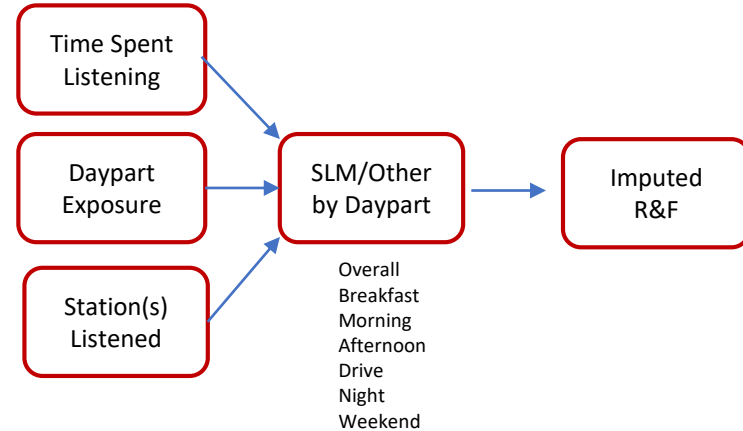 Time Spent
Listening
Daypart
Exposure
Station(s)
Listened
SLM/Other
by Daypart
Overall
Breakfast
Morning
Afternoon
Drive
Night
Weekend
Imputed
R&F